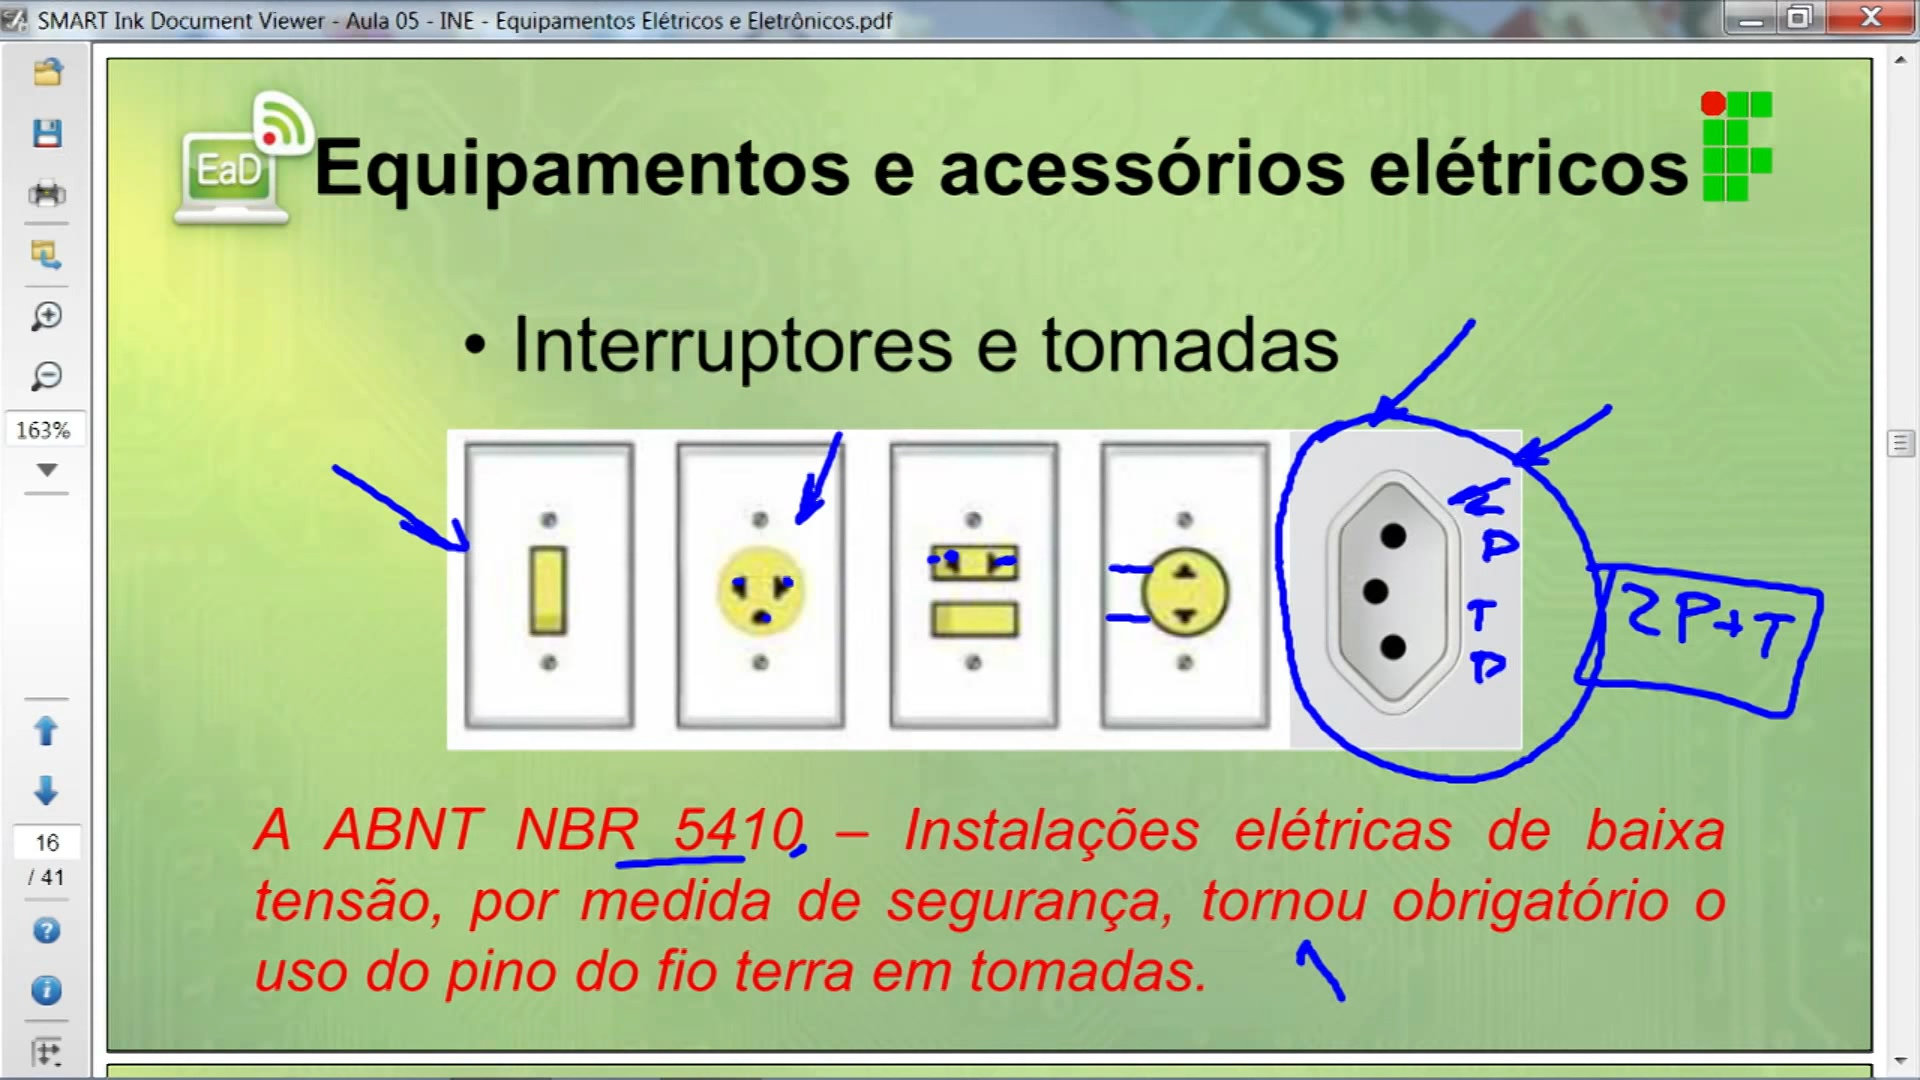 SMART Ink Document Viewer - Aula 05 - INE - Equipamentos Elétricos e Eletrônicos.pdf
EaD
Equipamentos e acessórios elétricos
• Interruptores e tomadas
163%
P
T
P
2P+T
A ABNT NBR 5410 – Instalações elétricas de baixa
tensão, por medida de segurança, tornou obrigatório o
uso do pino do fio terra em tomadas.
16
/ 41